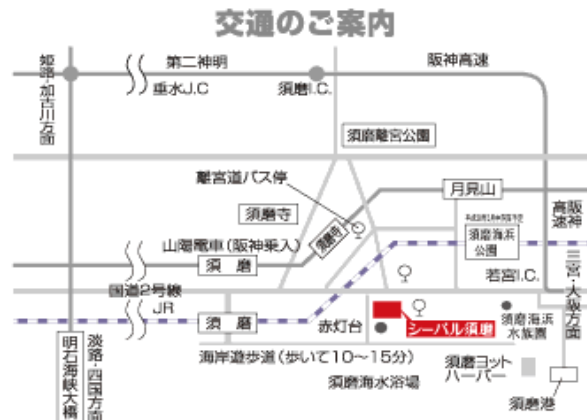 交通のご案内
姫路・加古川方面
第二神明
阪神高速
垂水J.C
須磨I.C.
須磨離宮公園
離宮道バス停
月見山
須磨寺
須磨寺
阪神高速
須磨海浜
公園
山陽電車(阪神乗入)
須磨
若宮I.C.
三宮・大阪方面
国道2号線
JR
須磨
赤灯台
シーパル須磨
須磨海浜
水族園
明石海峡大橋
淡路・四国方面
海岸遊歩道(歩いて10~15分)
須磨海水浴場
須磨ヨット
ハーバー
須磨港